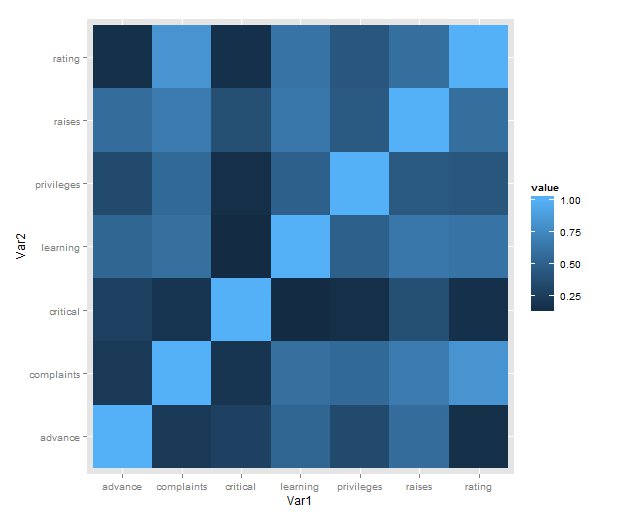 rating
raises
privileges
learning
critical
complaints
advance
Var2
advance complaints critical learning privileges raises rating
Var1
value
1.00
0.75
0.50
0.25